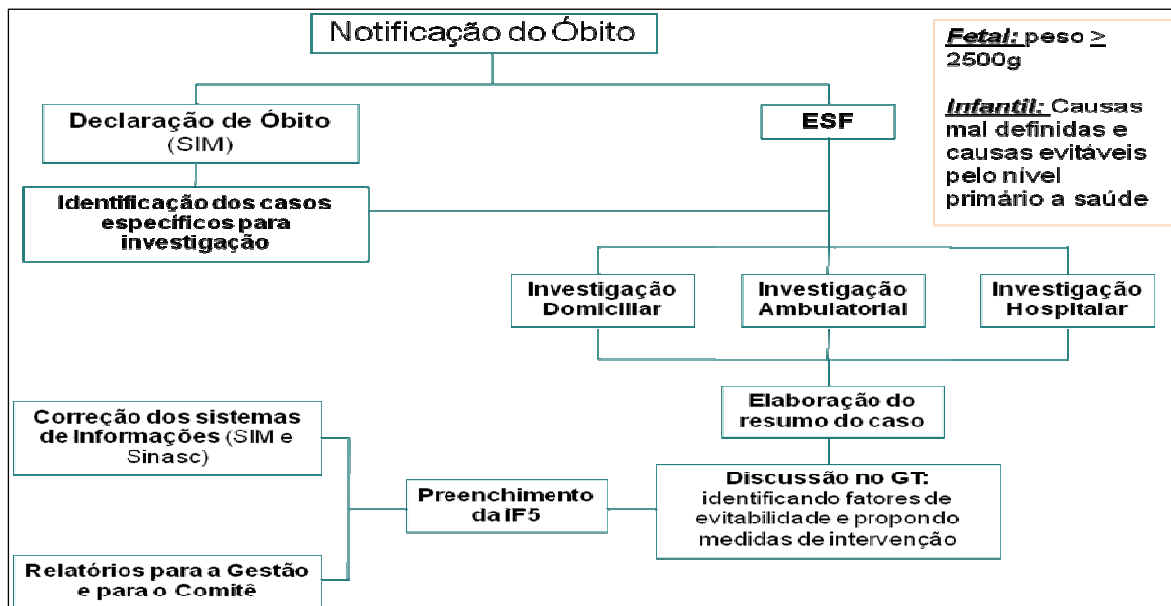 Notificação do Óbito
Fetal: peso ≥
2500g
Infantil: Causas
mal definidas e
causas evitáveis
pelo nível
primário a saúde
Declaração de Óbito
(SIM)
ESF
Identificação dos casos
específicos para
investigação
Investigação
Domiciliar
Investigação
Ambulatorial
Investigação
Hospitalar
Elaboração do
resumo do caso
Correção dos sistemas
de Informações (SIM e
Sinasc)
Discussão no GT:
identificando fatores de
evitabilidade e propondo
medidas de intervenção
Preenchimento
da IF5
Relatórios para a Gestão
e para o Comitê